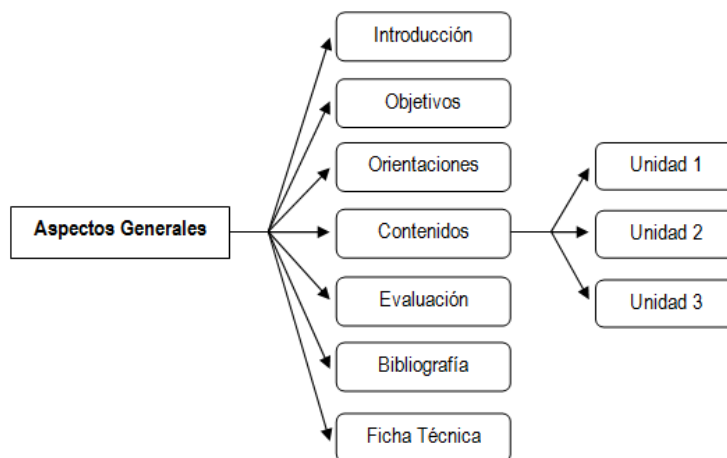 Introducción
Objetivos
Orientaciones
Unidad 1
Aspectos Generales
Contenidos
Unidad 2
Evaluación
Unidad 3
Bibliografía
Ficha Técnica